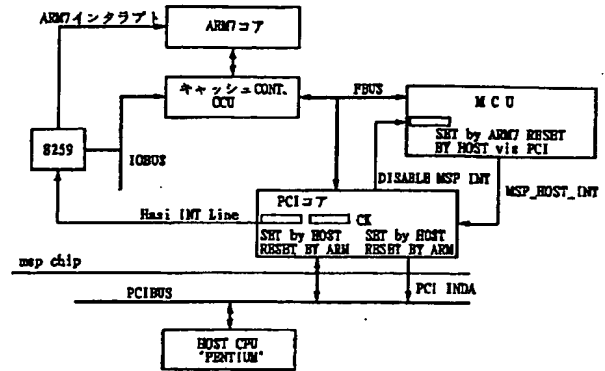 ARM7インタラプト
ARM7コア
キャッシュCONT、
CCU
FBUS
MCU
SET by ARM7 RESET
BY HOST vis PCI
8259
IOBUS
DISABLE MSP INT
MSP_HOST_INT
PCIコア
Hasi INT Line
CK
SET by HOST
RESET BY ARM
SET by HOST
RESET BY ARM
msp chip
PCI INDA
PCIBUS
HOST CPU
"PENTIUM"